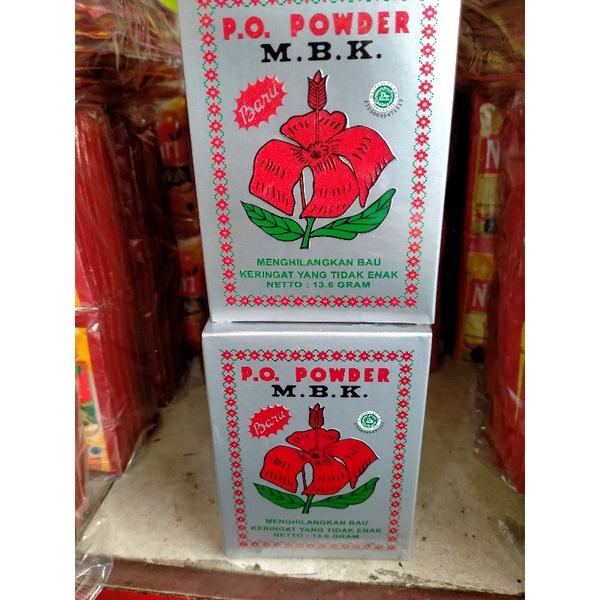 P.O. POWDER
M.B.K.
Baru
MENGHILANGKAN BAU
KERINGAT YANG TIDAK ENAK
NETTO : 13.6 GRAM
P.O. POWDER
M.B.K.
Baru
MENGHILANGKAN BAU
KERINGAT YANG TIDAK ENAK
NETTO : 13.6 GRAM